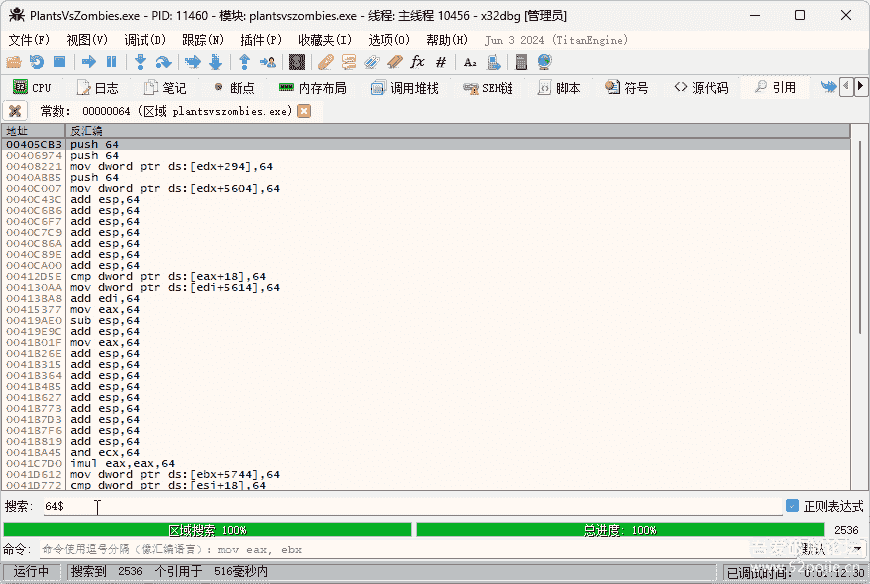 PlantsVsZombies.exe - PID: 11460 - 模块: plantsvszombies.exe - 线程: 主线程 10456 - x32dbg [管理员]
文件(F) 视图(V) 调试(D) 跟踪(N) 插件(P) 收藏夹(I) 选项(O) 帮助(H) Jun 3 2024 (TitanEngine)
CPU 日志 笔记 断点 内存布局 调用堆栈 SEH链 脚本 符号 <> 源代码 引用
常数: 00000064 (区域 plantsvszombies.exe)
地址 反汇编
00405CB3 push 64
00406974 push 64
00408221 mov dword ptr ds:[edx+294],64
0040ABB5 push 64
0040C007 mov dword ptr ds:[edx+5604],64
0040C43C add esp,64
0040C6B6 add esp,64
0040C6F7 add esp,64
0040C7C9 add esp,64
0040C86A add esp,64
0040C89E add esp,64
0040CA00 add esp,64
00412D5E cmp dword ptr ds:[eax+18],64
004130AA mov dword ptr ds:[edi+5614],64
00413BA8 add edi,64
00415377 mov eax,64
00419AE0 sub esp,64
00419E9C add esp,64
0041B01F mov eax,64
0041B26E add esp,64
0041B315 add esp,64
0041B364 add esp,64
0041B4B5 add esp,64
0041B627 add esp,64
0041B773 add esp,64
0041B7D3 add esp,64
0041B7F6 add esp,64
0041B819 add esp,64
0041BA45 and ecx,64
0041C7D0 imul eax,eax,64
0041D612 mov dword ptr ds:[ebx+5744],64
0041D772 cmp dword ptr ds:[esi+18],64
搜索: 64$ 正则表达式
区域搜索 100% 总进度: 100% 2536
命令: 命令使用逗号分隔（像汇编语言）: mov eax, ebx 默认
运行中 搜索到 2536 个引用于 516毫秒内 已调试时间: 0:01:12:30
www.52pojie.cn